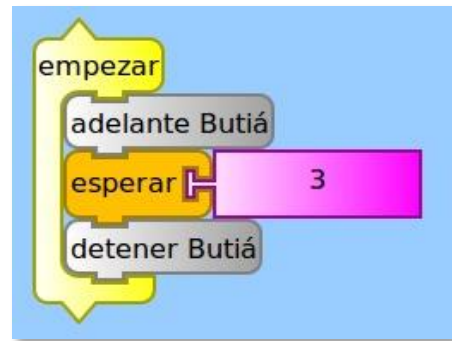 empezar
adelante Butiá
esperar 3
detener Butiá